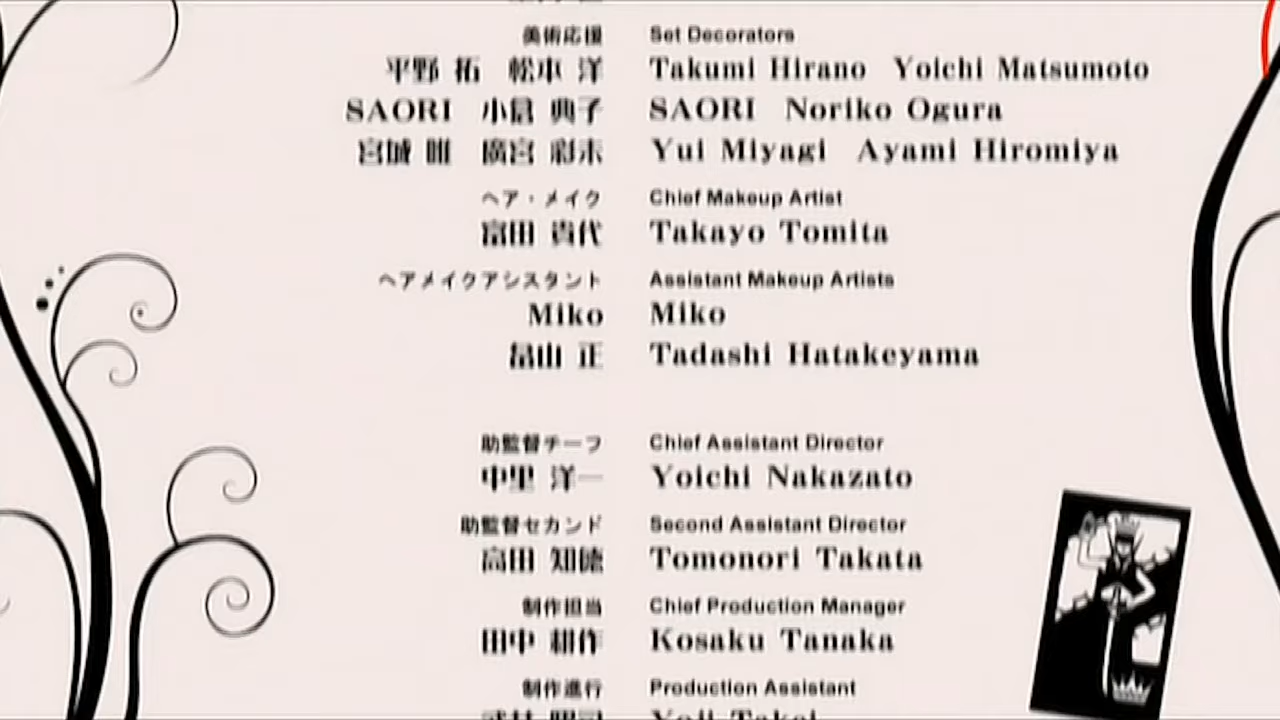 美術応援 Set Decorators
平野 拓 松本 洋 Takumi Hirano Yoichi Matsumoto
SAORI 小倉 典子 SAORI Noriko Ogura
宮城 唯 廣宮 彩未 Yui Miyagi Ayami Hiromiya
ヘア・メイク Chief Makeup Artist
富田 貴代 Takayo Tomita
ヘアメイクアシスタント Assistant Makeup Artists
Miko Miko
畠山 正 Tadashi Hatakeyama
助監督チーフ Chief Assistant Director
中里 洋一 Yoichi Nakazato
助監督セカンド Second Assistant Director
高田 知徳 Tomonori Takata
制作担当 Chief Production Manager
田中 耕作 Kosaku Tanaka
制作進行 Production Assistant
Yoji Takei